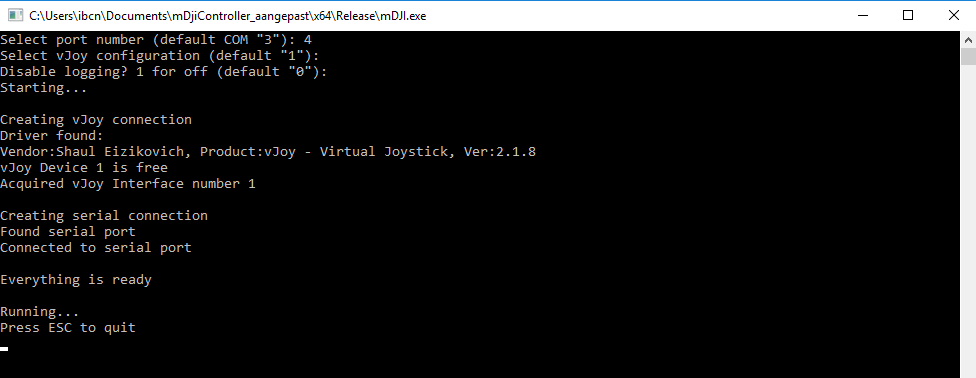 C:\Users\ibcn\Documents\mDjiController_aangepast\x64\Release\mDJI.exe
Select port number (default COM "3"): 4
Select vJoy configuration (default "1"):
Disable logging? 1 for off (default "0"):
Starting...
Creating vJoy connection
Driver found:
Vendor:Shaul Eizikovich, Product:vJoy - Virtual Joystick, Ver:2.1.8
vJoy Device 1 is free
Acquired vJoy Interface number 1
Creating serial connection
Found serial port
Connected to serial port
Everything is ready
Running...
Press ESC to quit